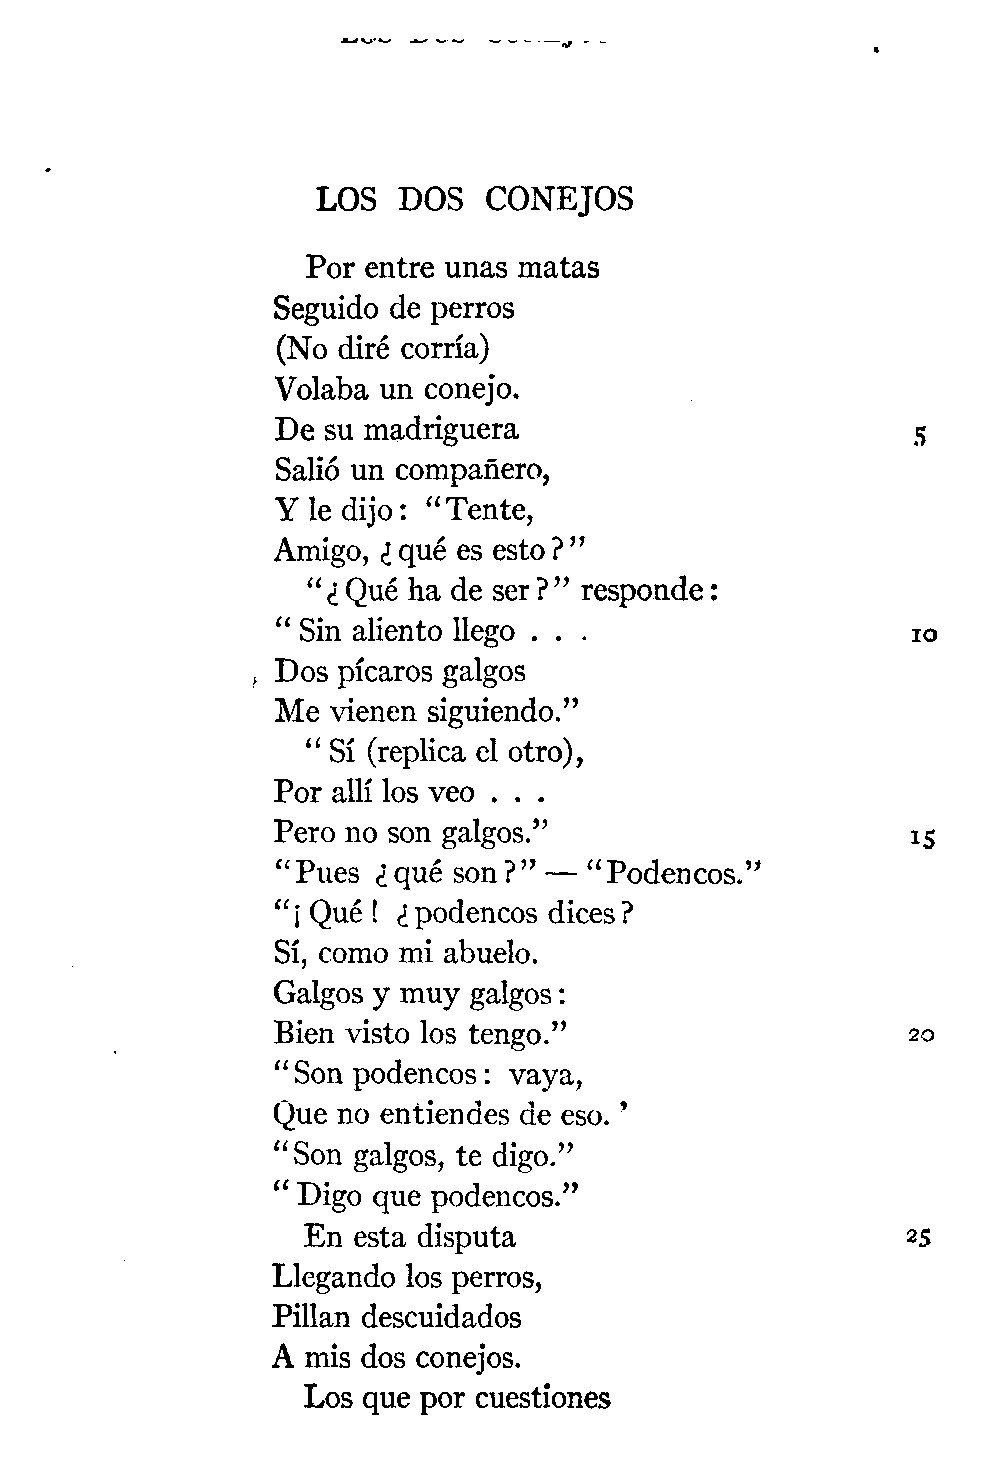 LOS DOS CONEJOS
Por entre unas matas
Seguido de perros
(No diré corría)
Volaba un conejo.
De su madriguera 5
Salió un compañero,
Y le dijo: “Tente,
Amigo, ¿qué es esto?”
“¿Qué ha de ser?” responde:
“Sin aliento llego . . . 10
Dos pícaros galgos
Me vienen siguiendo.”
“Sí (replica el otro),
Por allí los veo . . .
Pero no son galgos.” 15
“Pues ¿qué son?” — “Podencos.”
“¡Qué! ¿podencos dices?
Sí, como mi abuelo.
Galgos y muy galgos:
Bien visto los tengo.” 20
“Son podencos: vaya,
Que no entiendes de eso.’
“Son galgos, te digo.”
“Digo que podencos.”
En esta disputa 25
Llegando los perros,
Pillan descuidados
A mis dos conejos.
Los que por cuestiones